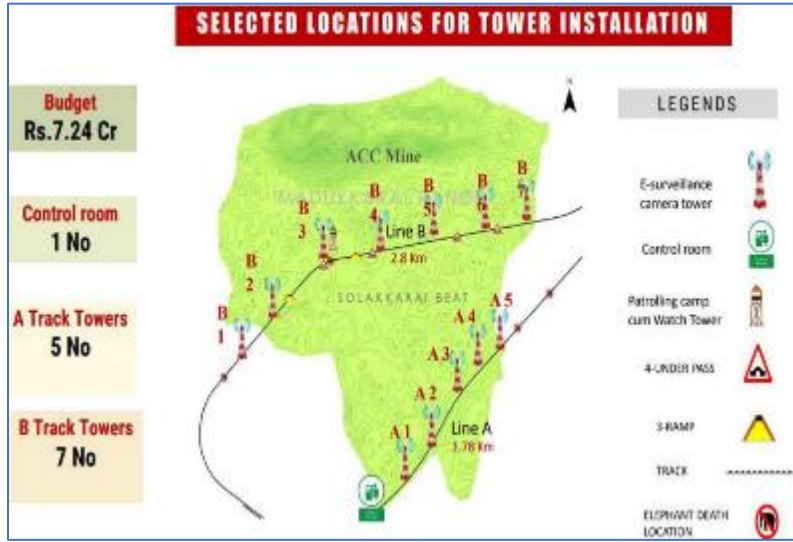 SELECTED LOCATIONS FOR TOWER INSTALLATION
Budget
Rs.7.24 Cr
Control room
1 No
A Track Towers
5 No
B Track Towers
7 No
N
ACC Mine
B
1
B
2
B
3
B
4
B
5
B
6
B
7
Line B
2.8 Km
SOLAKKARAI BEAT
A 1
A 2
A 3
A 4
A 5
Line A
1.78 Km
LEGENDS
E-surveillance
camera tower
Control room
Patrolling camp
cum Watch Tower
4-UNDER PASS
3-RAMP
TRACK
ELEPHANT DEATH
LOCATION